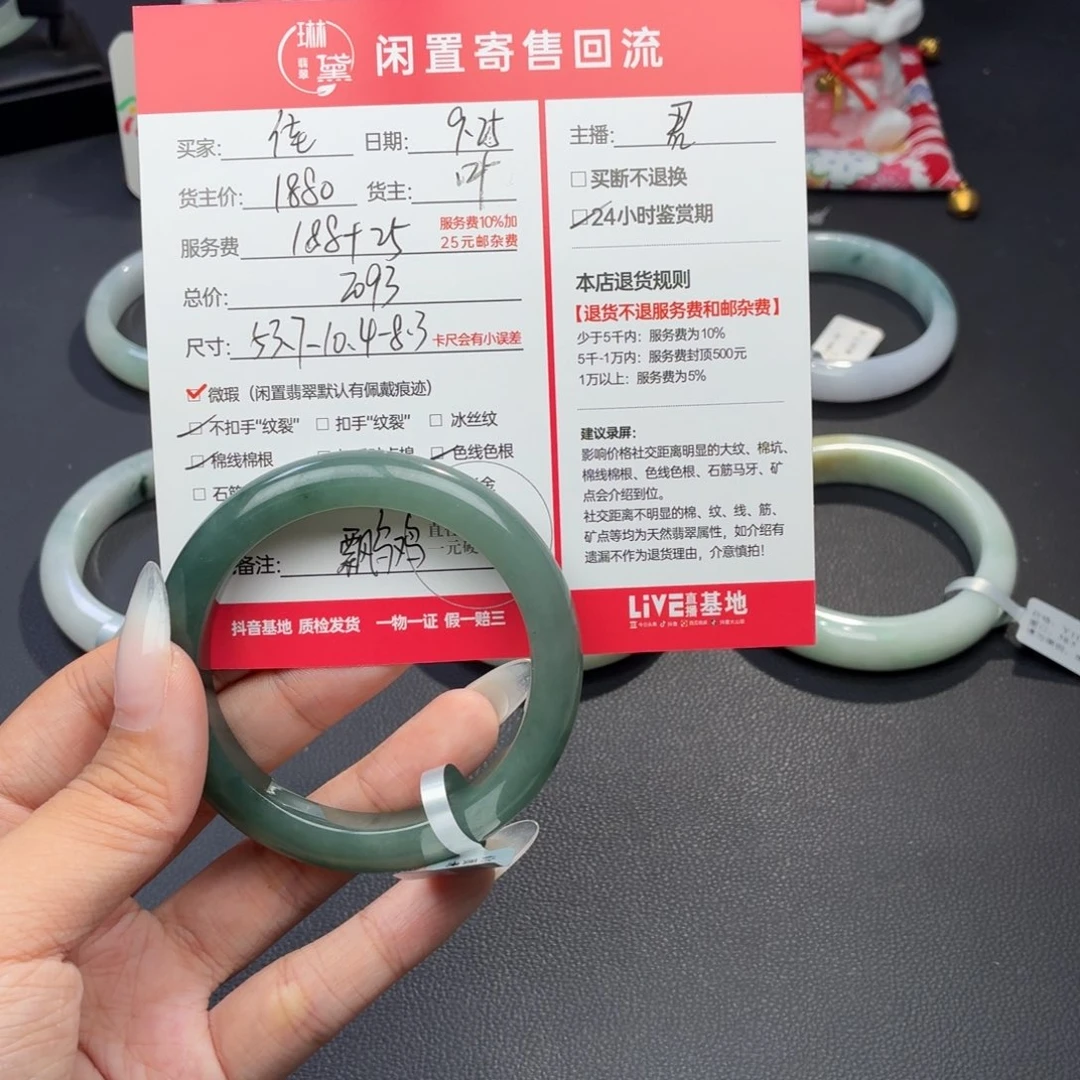 琳黛
翡翠
闲置寄售回流
买家: 佳 日期: 9.25
货主价: 1880 货主:
服务费 188+25 服务费10%加
25元邮杂费
总价: 2093
尺寸: 53.7-10.4-8.3 卡尺会有小误差
☑微瑕（闲置翡翠默认有佩戴痕迹）
不扣手"纹裂" □扣手"纹裂" □冰丝纹
棉线棉根 色线色根
□石
备注: 飘乌鸡
一元硬
抖音基地 质检发货 一物一证 假一赔三
主播: 君
□买断不退换
24小时鉴赏期
本店退货规则
【退货不退服务费和邮杂费】
少于5千内：服务费为10%
5千-1万内：服务费封顶500元
1万以上：服务费为5%
建议录屏：
影响价格社交距离明显的大纹、棉坑、
棉线棉根、色线色根、石筋马牙、矿
点会介绍到位。
社交距离不明显的棉、纹、线、筋、
矿点等均为天然翡翠属性，如介绍有
遗漏不作为退货理由，介意慎拍！
LiVE直播基地